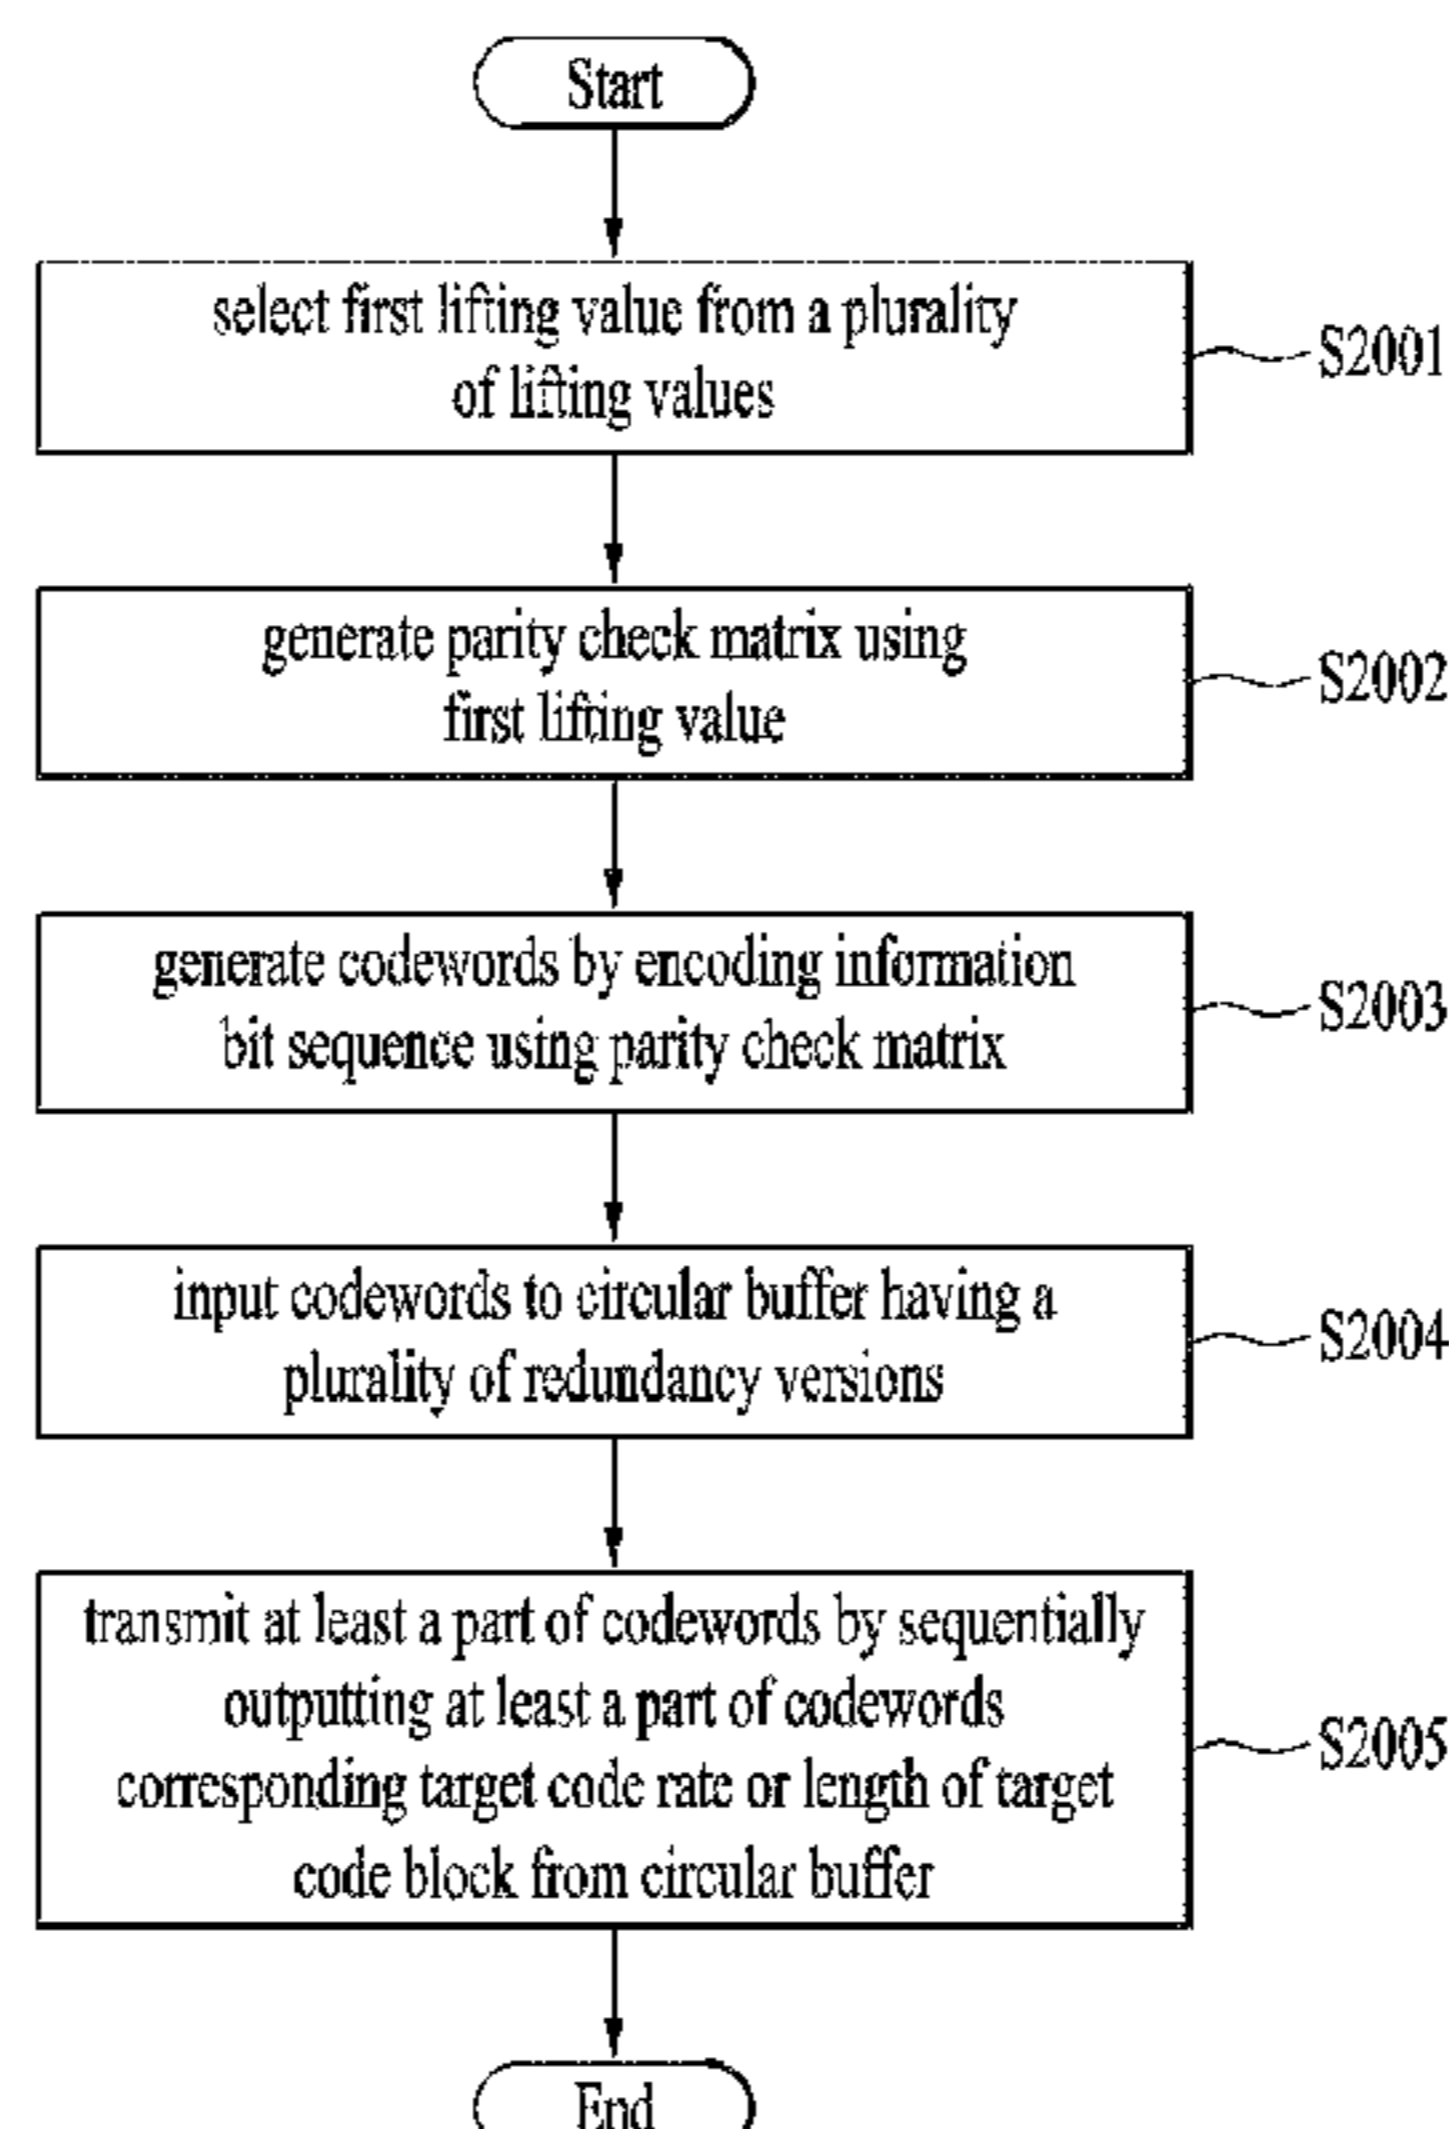 Start
select first lifting value from a plurality
of lifting values
S2001
generate parity check matrix using
first lifting value
S2002
generate codewords by encoding information
bit sequence using parity check matrix
S2003
input codewords to circular buffer having a
plurality of redundancy versions
S2004
transmit at least a part of codewords by sequentially
outputting at least a part of codewords
corresponding target code rate or length of target
code block from circular buffer
S2005
End